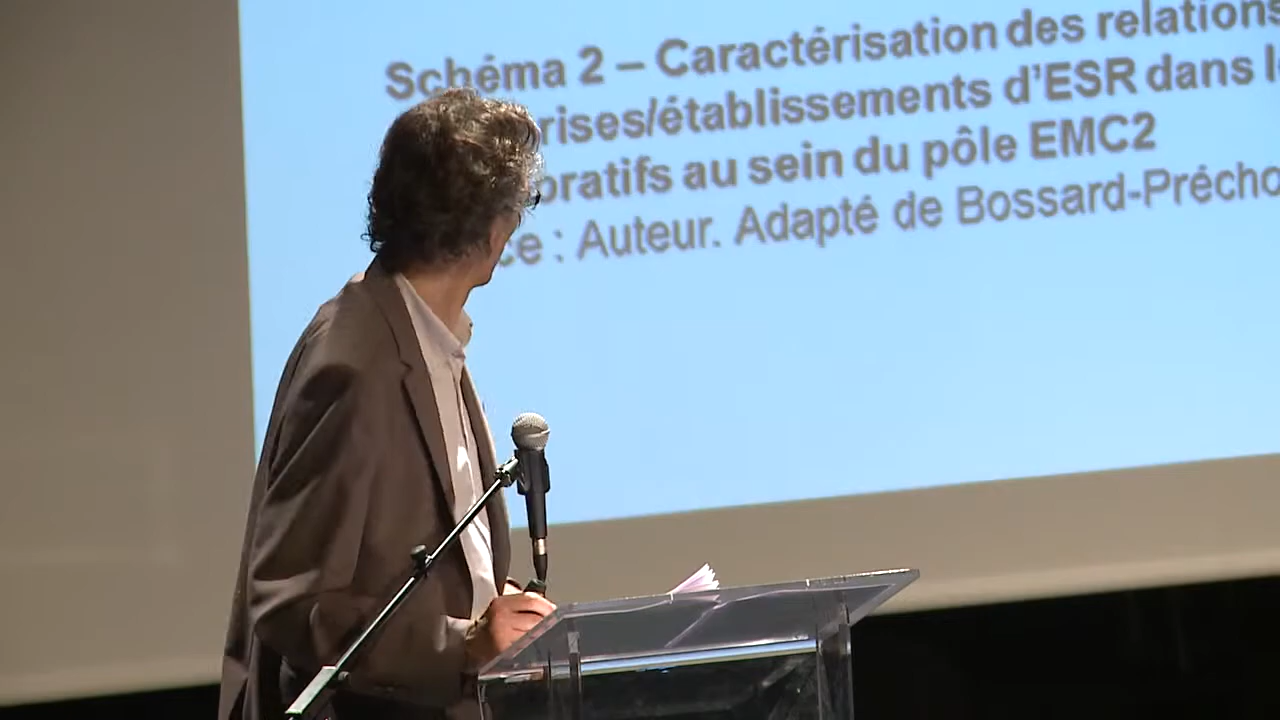 Schéma 2 – Caractérisation des relations
rises/établissements d'ESR dans l
oratifs au sein du pôle EMC2
ce : Auteur. Adapté de Bossard-Précho